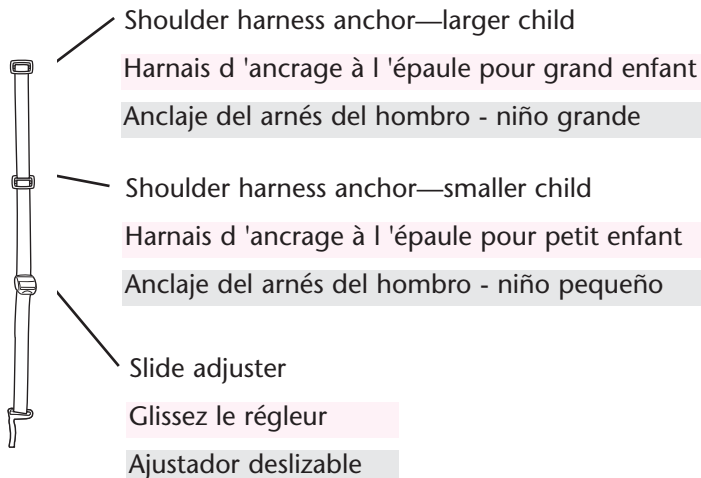 Shoulder harness anchor—larger child
Harnais d 'ancrage à l 'épaule pour grand enfant
Anclaje del arnés del hombro - niño grande
Shoulder harness anchor—smaller child
Harnais d 'ancrage à l 'épaule pour petit enfant
Anclaje del arnés del hombro - niño pequeño
Slide adjuster
Glissez le régleur
Ajustador deslizable